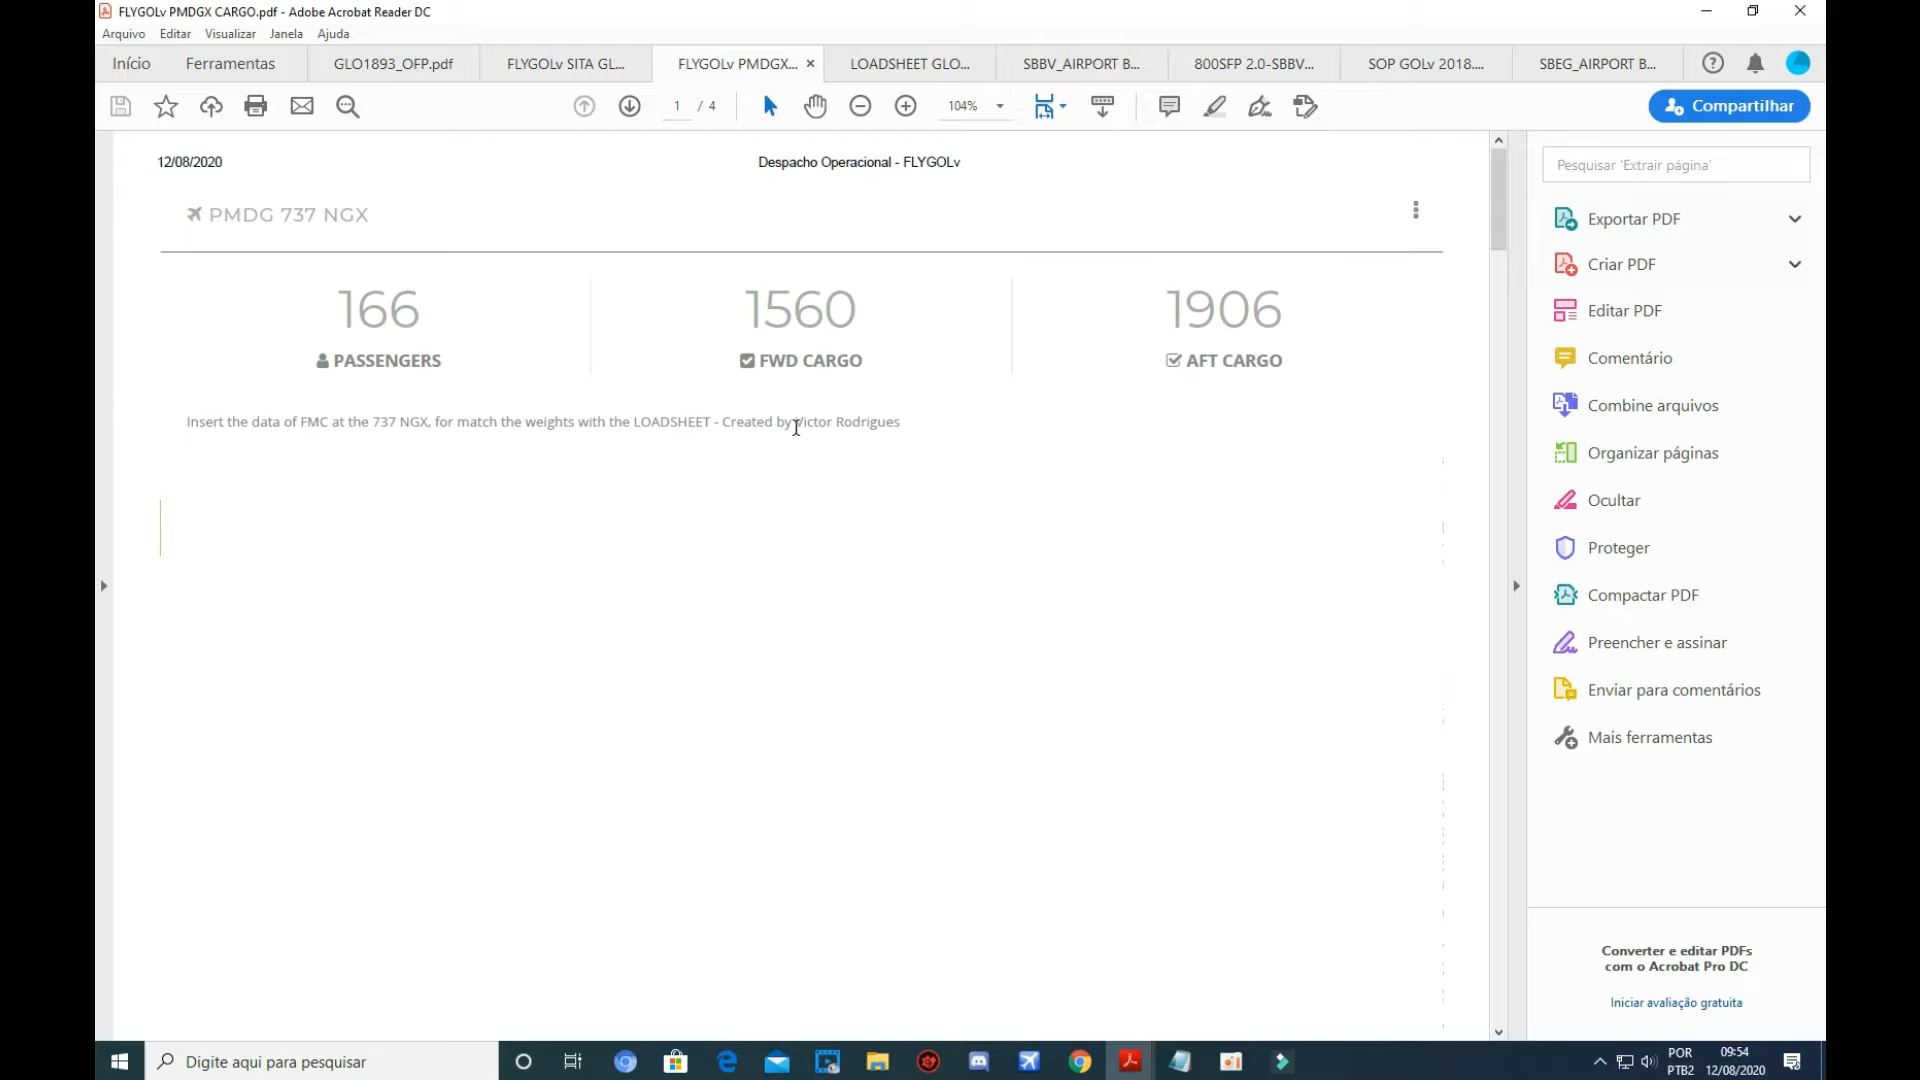 FLYGOLv PMDGX CARGO.pdf - Adobe Acrobat Reader DC
Arquivo Editar Visualizar Janela Ajuda
Início Ferramentas GLO1893_OFP.pdf FLYGOLv SITA GL... FLYGOLv PMDGX... × LOADSHEET GLO... SBBV_AIRPORT B... 800SFP 2.0-SBBV... SOP GOLv 2018.... SBEG_AIRPORT B...
1 / 4 104% Compartilhar
12/08/2020 Despacho Operacional - FLYGOLv
PMDG 737 NGX
166 1560 1906
PASSENGERS FWD CARGO AFT CARGO
Insert the data of FMC at the 737 NGX, for match the weights with the LOADSHEET - Created by Victor Rodrigues
Pesquisar 'Extrair página'
Exportar PDF
Criar PDF
Editar PDF
Comentário
Combine arquivos
Organizar páginas
Ocultar
Proteger
Compactar PDF
Preencher e assinar
Enviar para comentários
Mais ferramentas
Converter e editar PDFs
com o Acrobat Pro DC
Iniciar avaliação gratuita
Digite aqui para pesquisar
POR 09:54
PTB2 12/08/2020